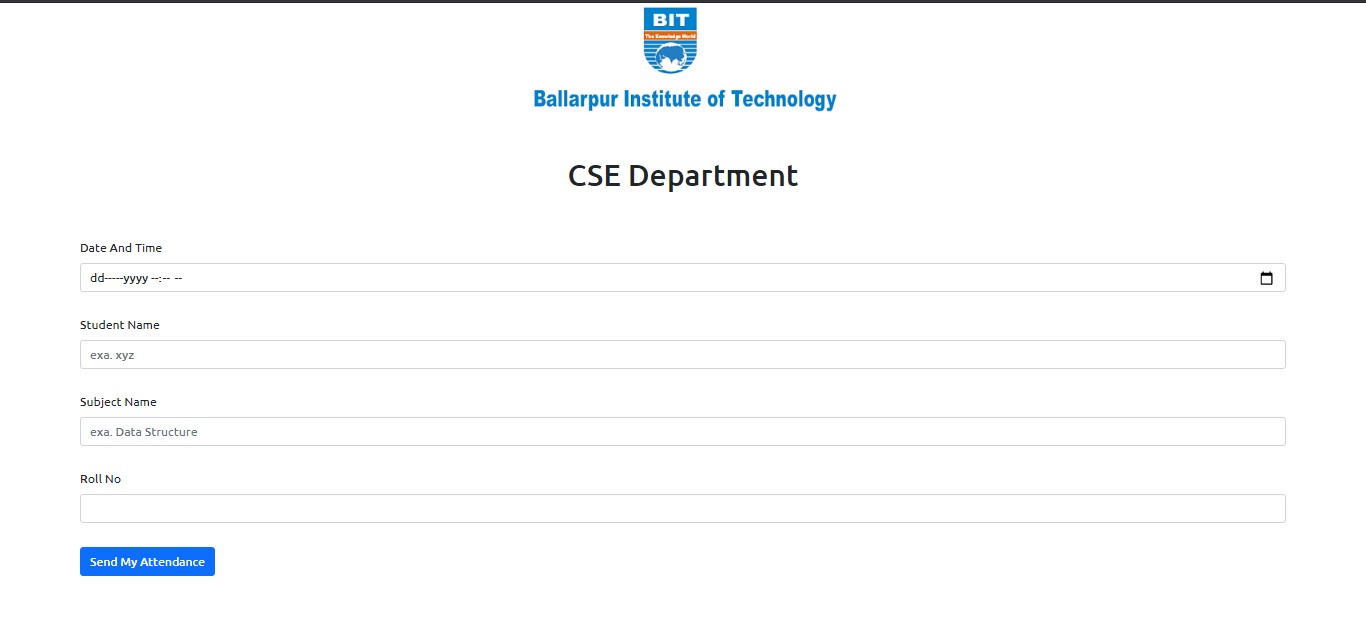 BIT
The Knowledge World
Ballarpur Institute of Technology
CSE Department
Date And Time
dd-----yyyy --:-- --
Student Name
exa. xyz
Subject Name
exa. Data Structure
Roll No
Send My Attendance